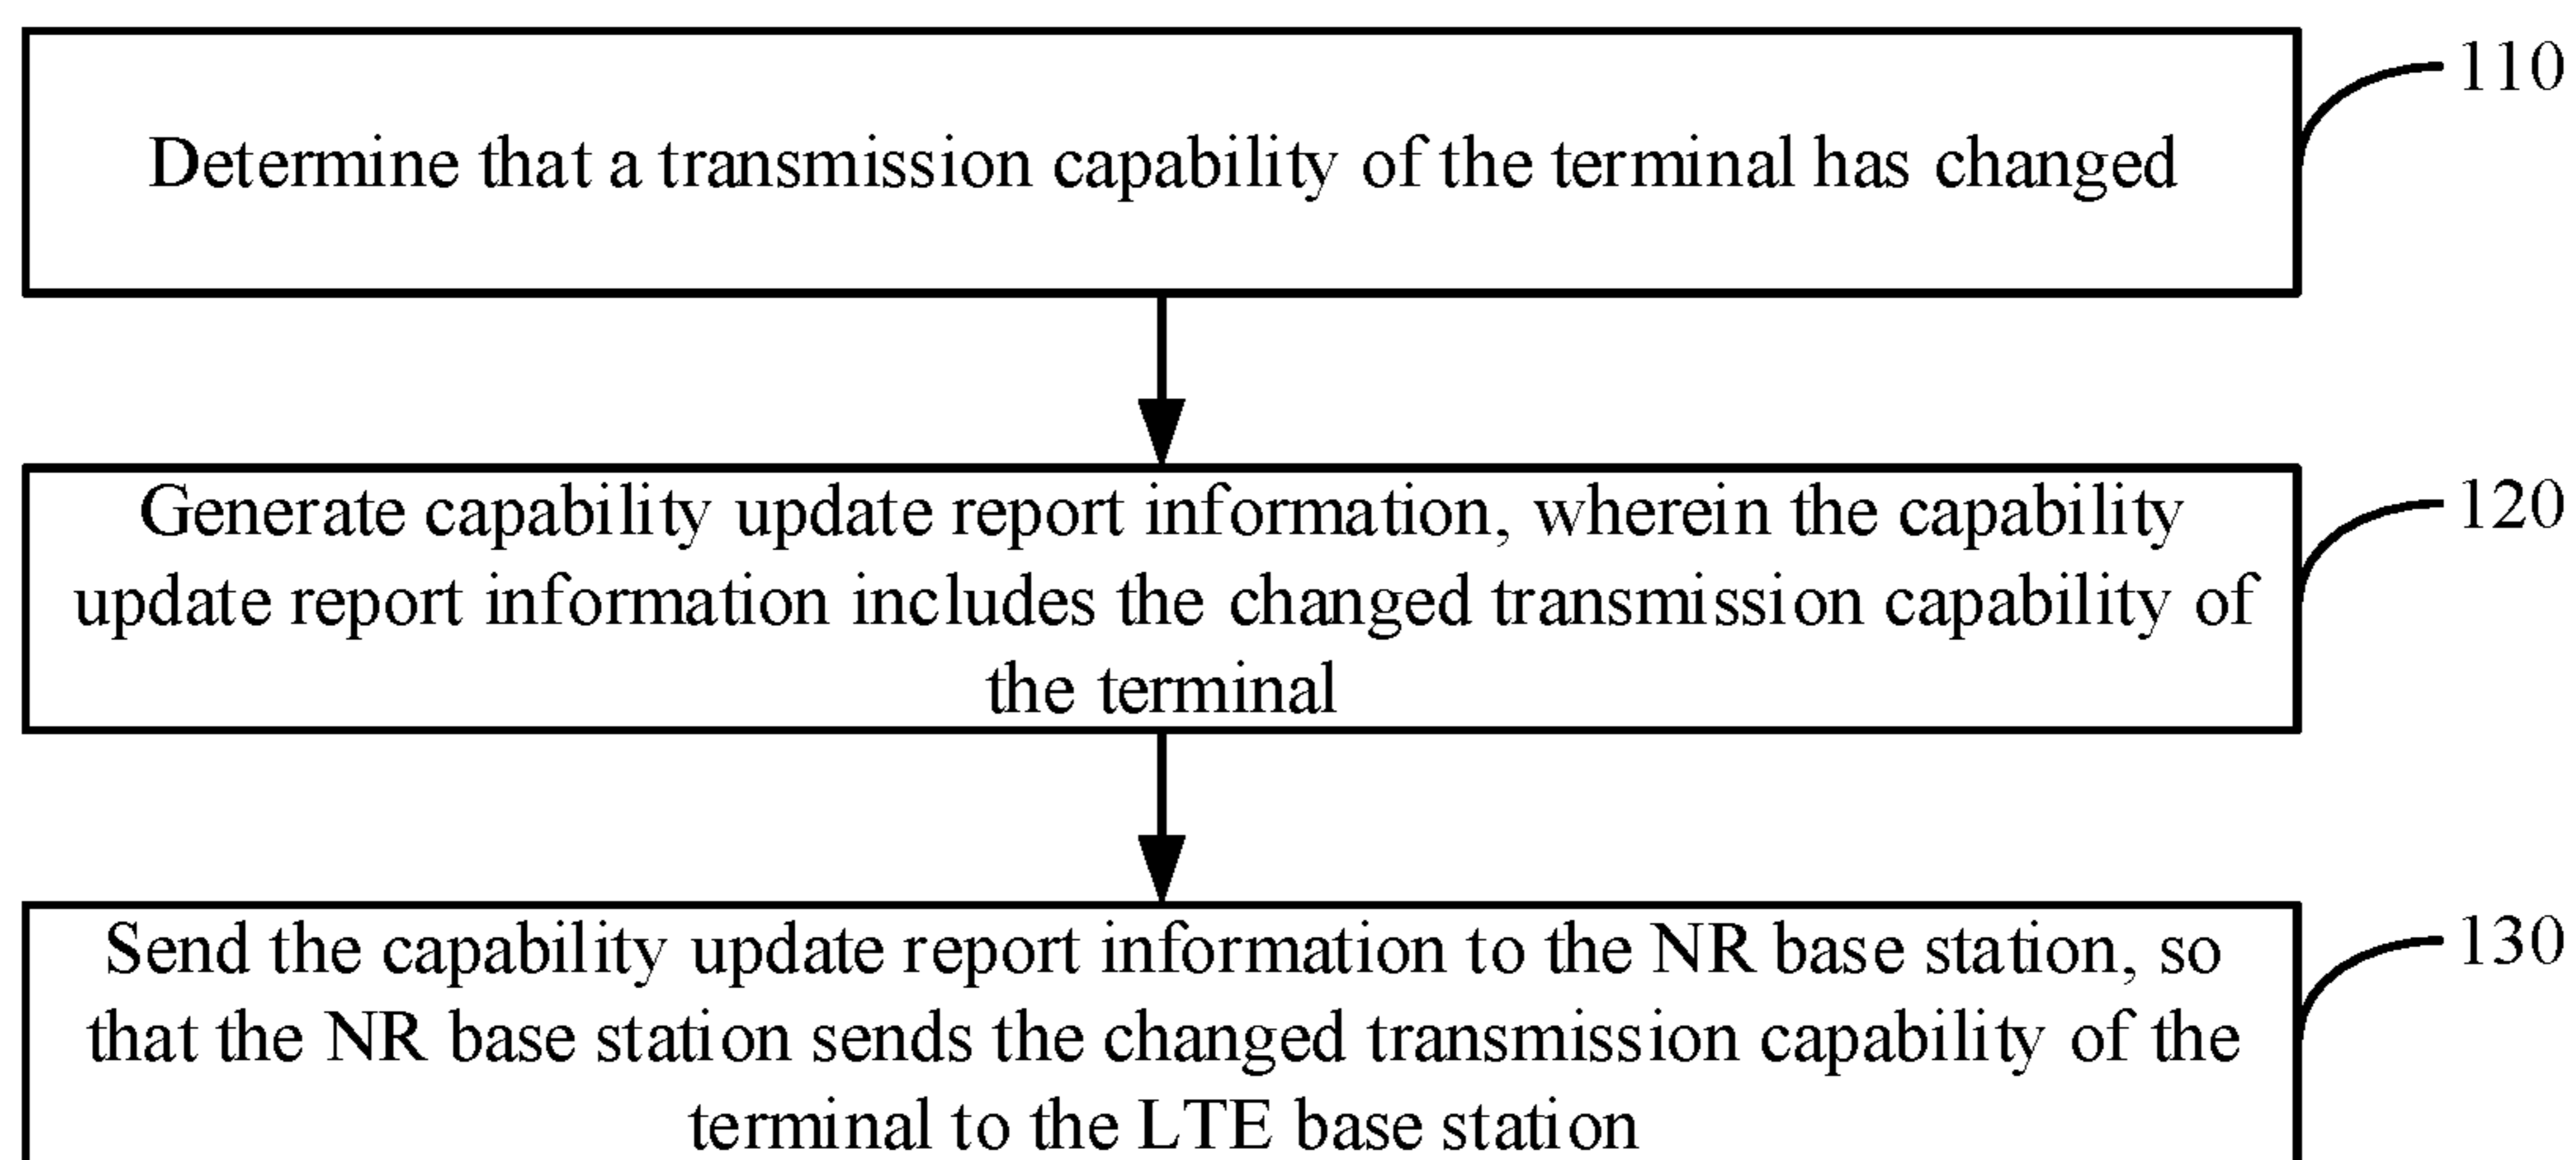 Determine that a transmission capability of the terminal has changed
110
Generate capability update report information, wherein the capability
update report information includes the changed transmission capability of
the terminal
120
Send the capability update report information to the NR base station, so
that the NR base station sends the changed transmission capability of the
terminal to the LTE base station
130